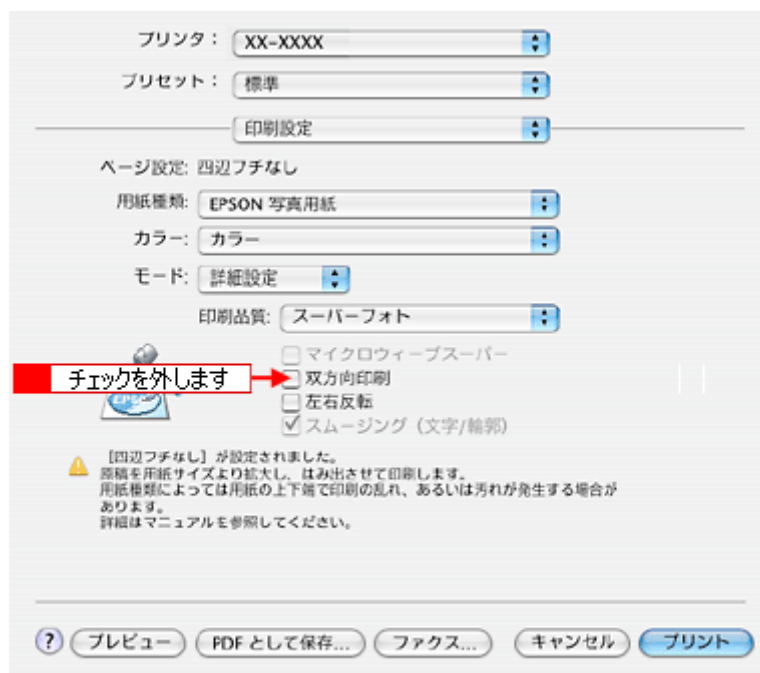 プリンタ： XX-XXXX
プリセット： 標準
印刷設定
ページ設定: 四辺フチなし
用紙種類: EPSON 写真用紙
カラー: カラー
モード: 詳細設定
印刷品質: スーパーフォト
マイクロウィーブスーパー
チェックを外します 双方向印刷
EPSON 左右反転
スムージング（文字/輪郭）
［四辺フチなし］が設定されました。
原稿を用紙サイズより拡大し、はみ出させて印刷します。
用紙種類によっては用紙の上下端で印刷の乱れ、あるいは汚れが発生する場合が
あります。
詳細はマニュアルを参照してください。
? プレビュー PDF として保存... ファクス... キャンセル プリント